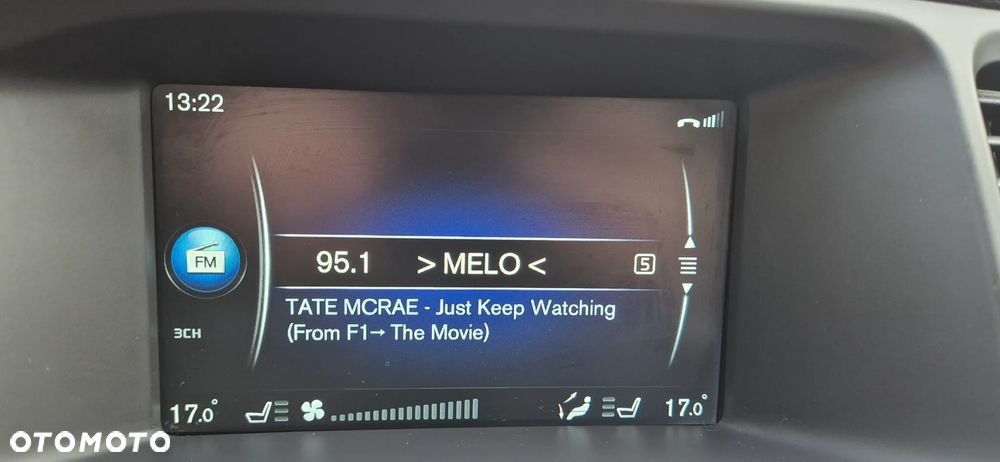 13:22
FM
95.1 > MELO < 5
TATE MCRAE - Just Keep Watching
(From F1→ The Movie)
3CH
17.0° 17.0°
OTOMOTO